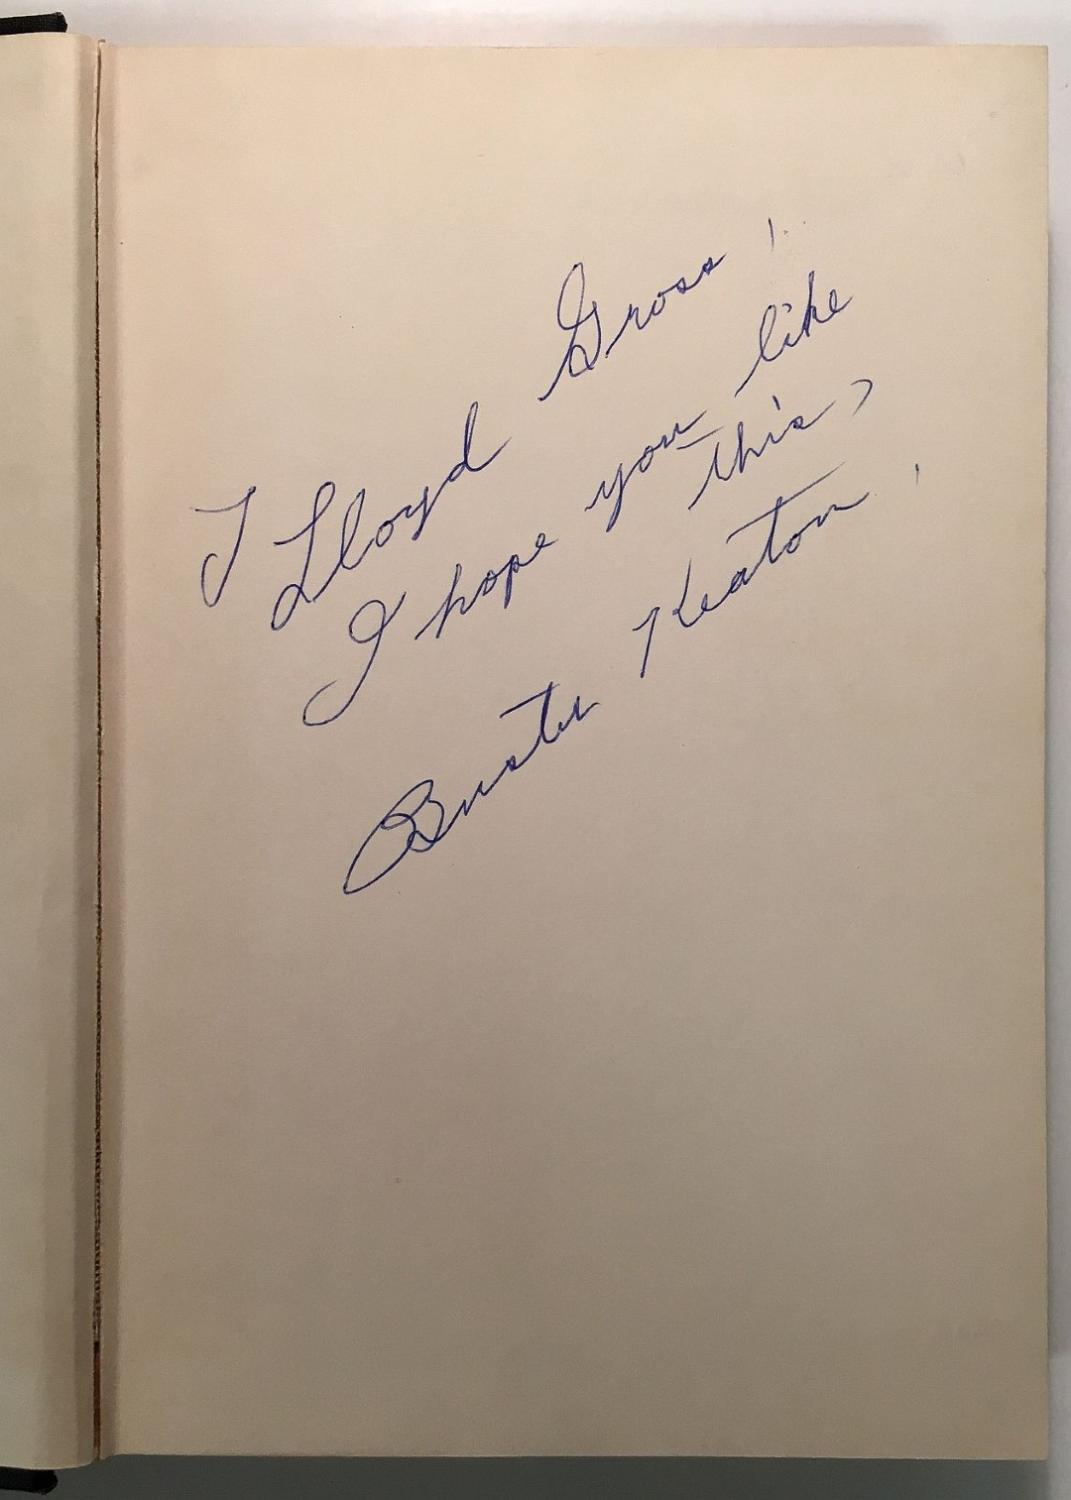 J Lloyd Gross!
I hope you like
this?
Buster Keaton!